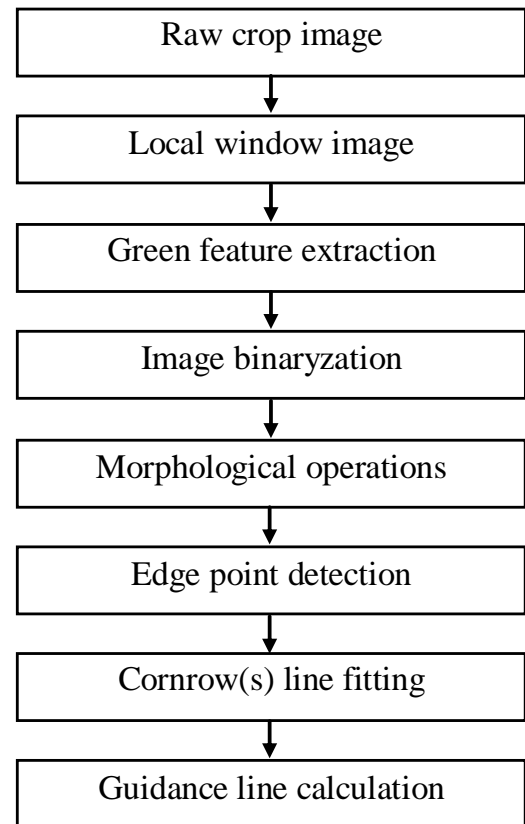 Raw crop image
Local window image
Green feature extraction
Image binaryzation
Morphological operations
Edge point detection
Cornrow(s) line fitting
Guidance line calculation